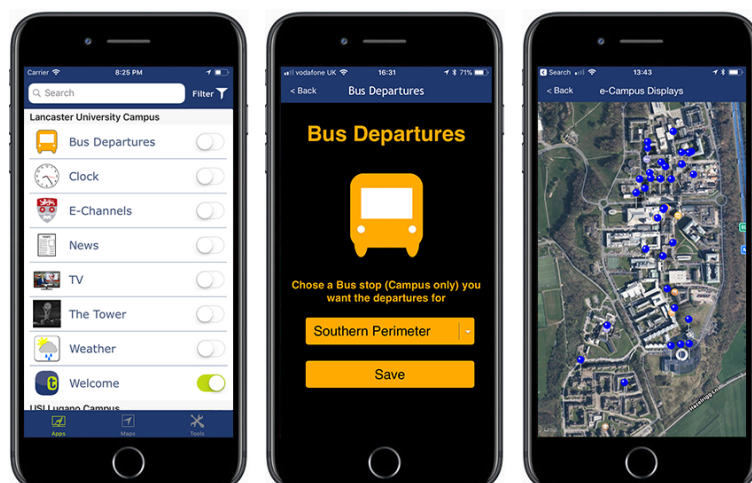 Carrier
8:25 PM
Search
Filter
Lancaster University Campus
Bus Departures
Clock
E-Channels
News
TV
The Tower
Weather
Welcome
USI Lugano Campus
Apps
Maps
Tools
vodafone UK
16:31
71%
< Back
Bus Departures
Bus Departures
Chose a Bus stop (Campus only) you
want the departures for
Southern Perimeter
Save
Search
13:43
< Back
e-Campus Displays
Hazelrigg Ln